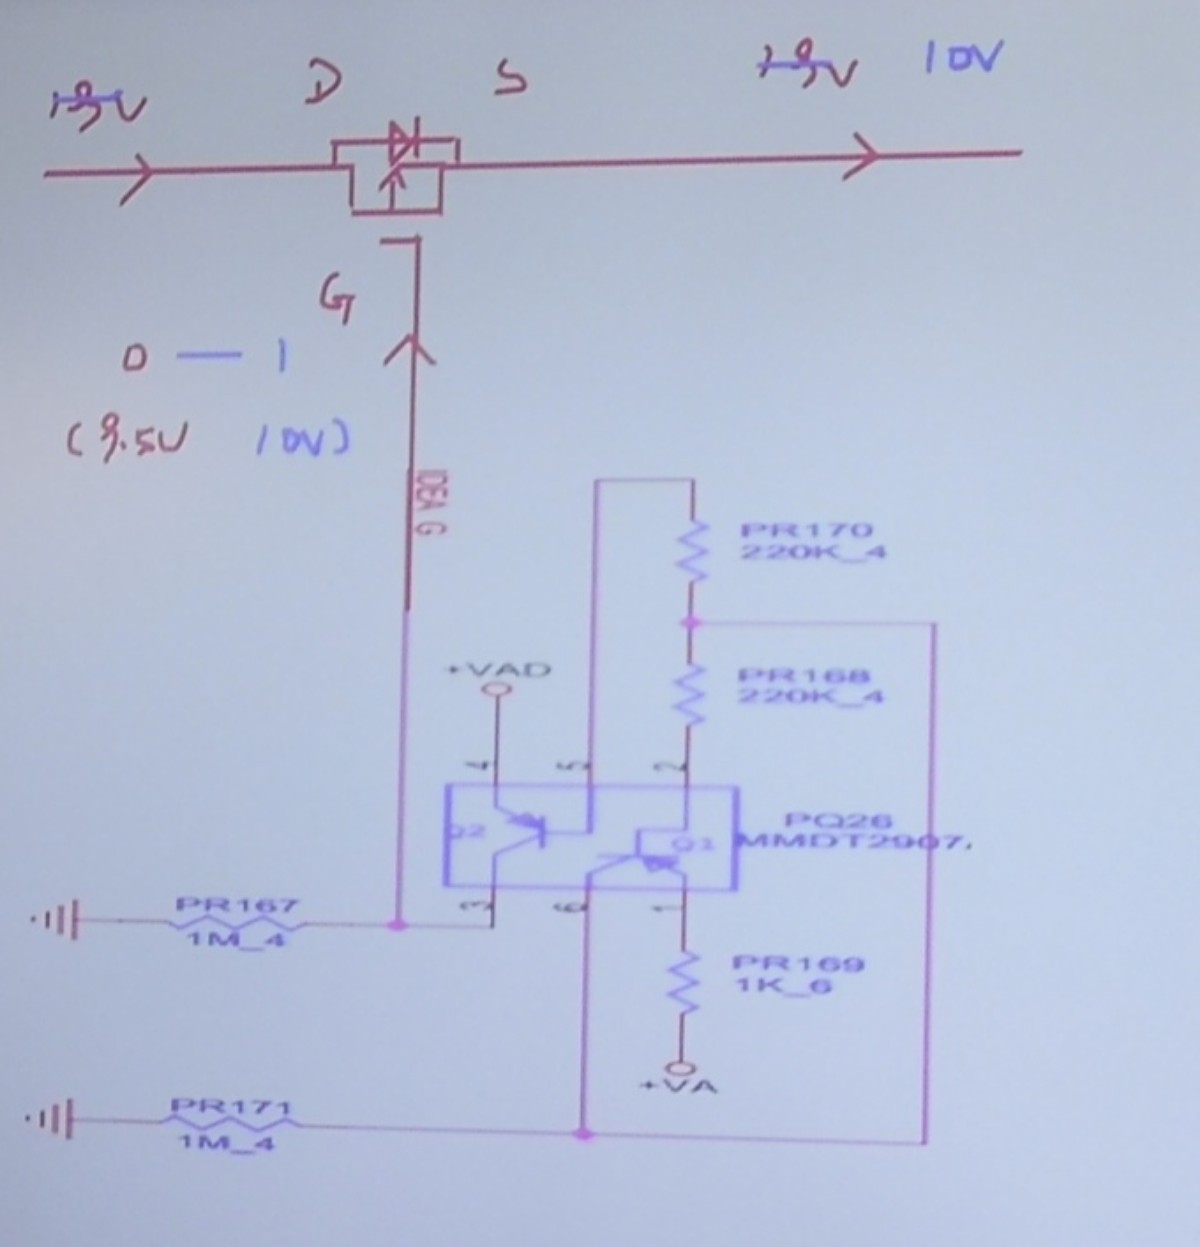 D S
19V 19V 10V
G
0 — 1
(9.5V 10V)
IDEA G
PR170
220K_4
+VAD
PR168
220K_4
4 5 2
Q2 Q1
PQ26
MMDT2907.
3 6 1
PR167
1M_4
PR169
1K_6
+VA
PR171
1M_4